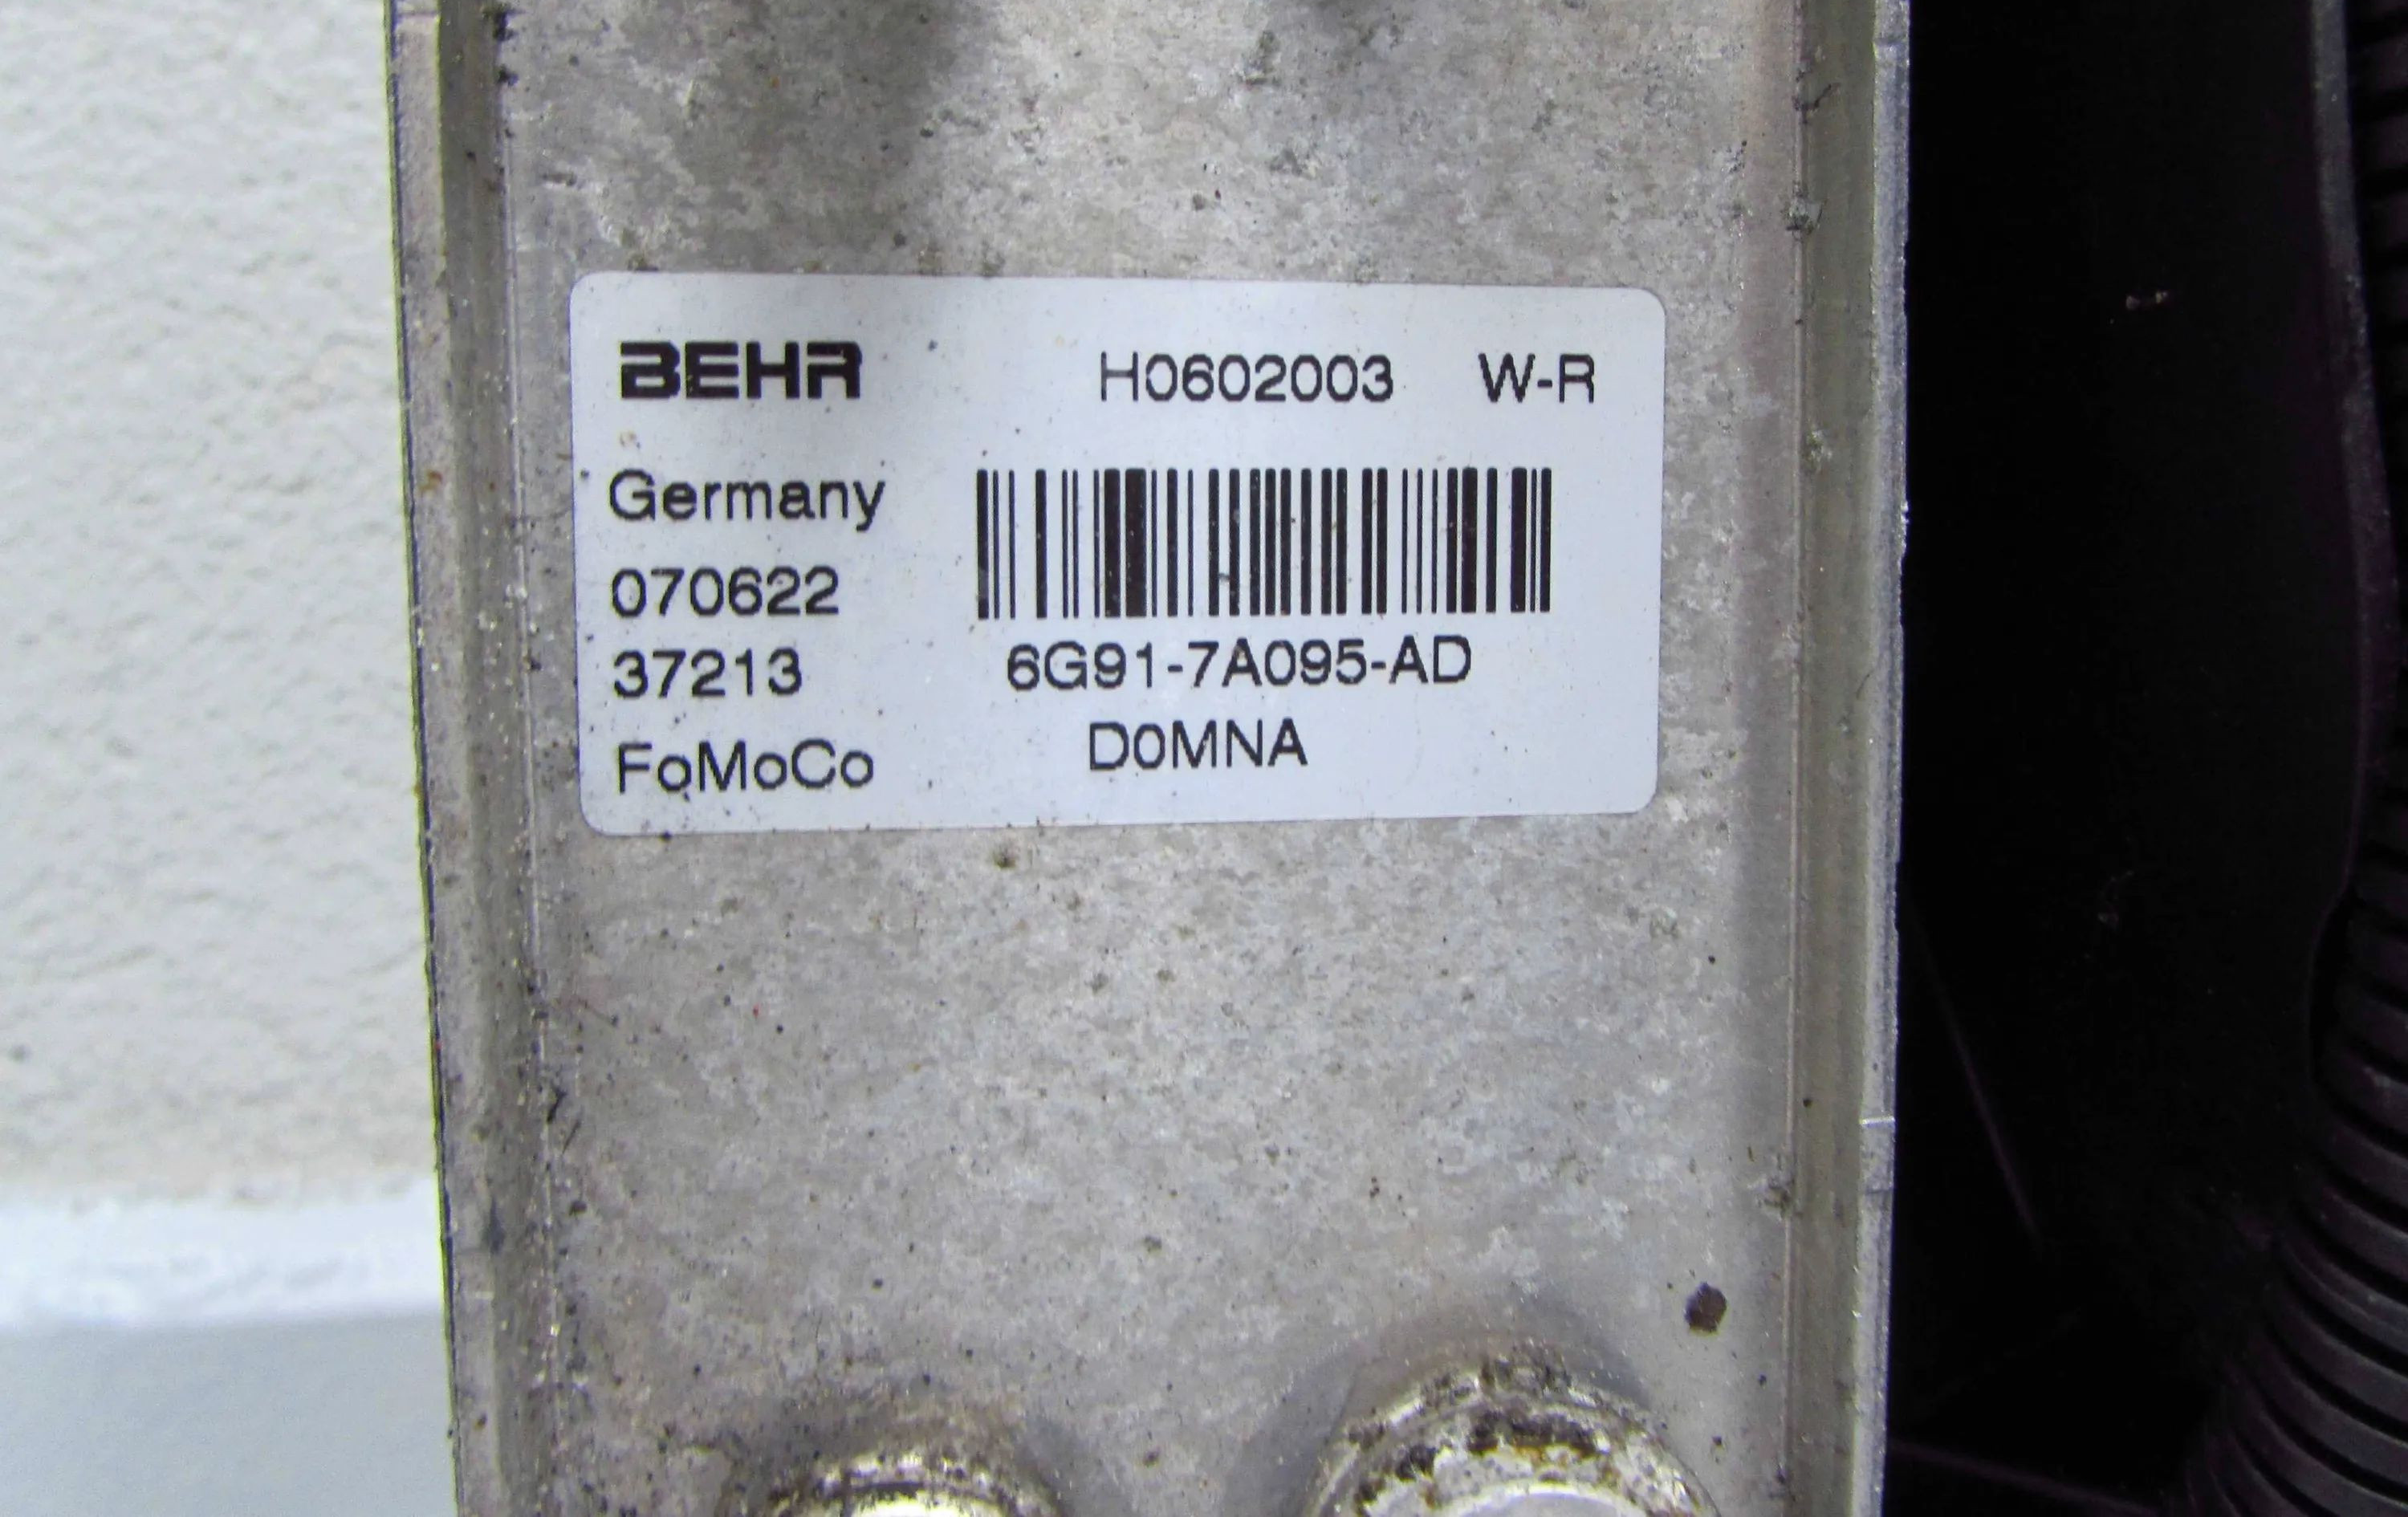 BEHR H0602003 W-R
Germany
070622
37213 6G91-7A095-AD
FoMoCo D0MNA